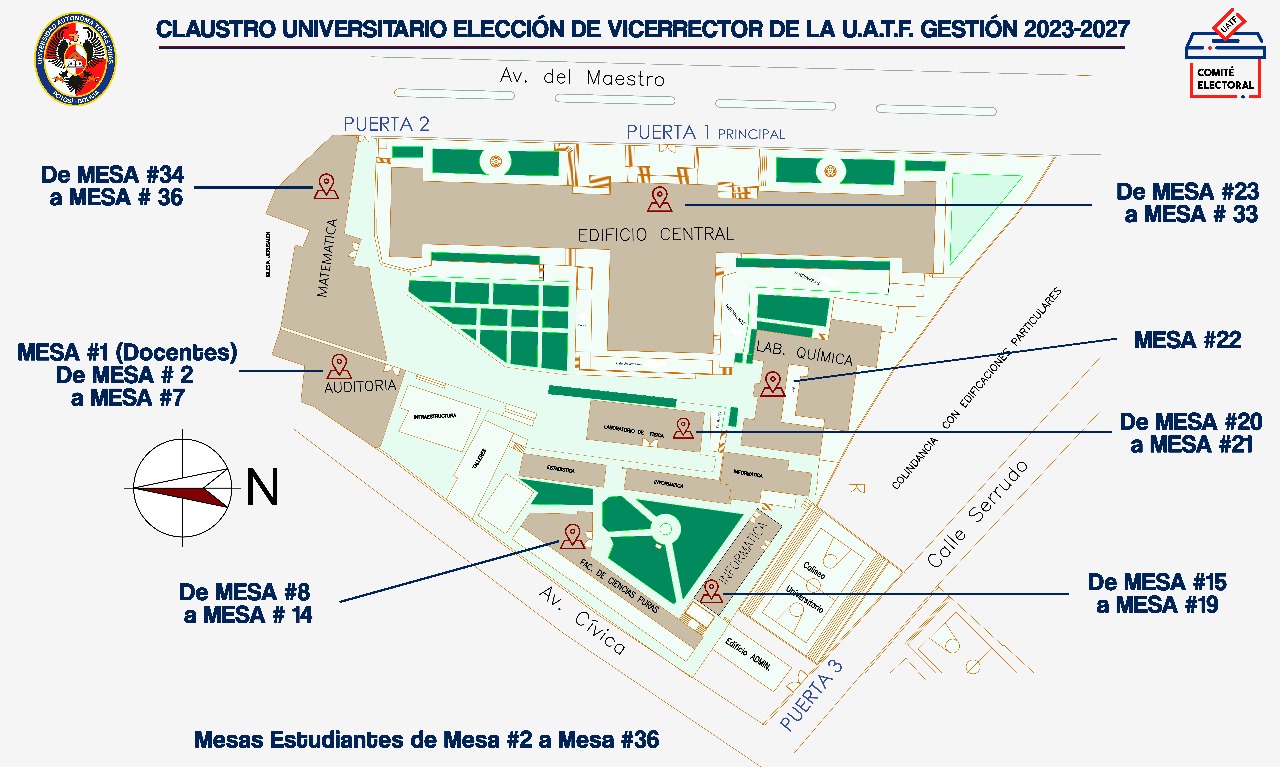 CLAUSTRO UNIVERSITARIO ELECCIÓN DE VICERRECTOR DE LA U.A.T.F. GESTIÓN 2023-2027
UATF
COMITÉ
ELECTORAL
Av. del Maestro
PUERTA 2
PUERTA 1 PRINCIPAL
De MESA #34
a MESA # 36
De MESA #23
a MESA # 33
EDIFICIO CENTRAL
MATEMATICA
COLINDANCIA CON EDIFICACIONES PARTICULARES
MESA #22
LAB. QUÍMICA
MESA #1 (Docentes)
De MESA # 2
a MESA #7
AUDITORIA
INFRAESTRUCTURA
TALLERES
LABORATORIO DE FISICA
De MESA #20
a MESA #21
ESTADISTICA
INFORMATICA
INFORMATICA
N
Calle Serrudo
INFORMATICA
Coliseo
Universitario
FAC. DE CIENCIAS PURAS
De MESA #8
a MESA # 14
De MESA #15
a MESA #19
Av. Cívica
Edificio ADMIN.
PUERTA 3
Mesas Estudiantes de Mesa #2 a Mesa #36